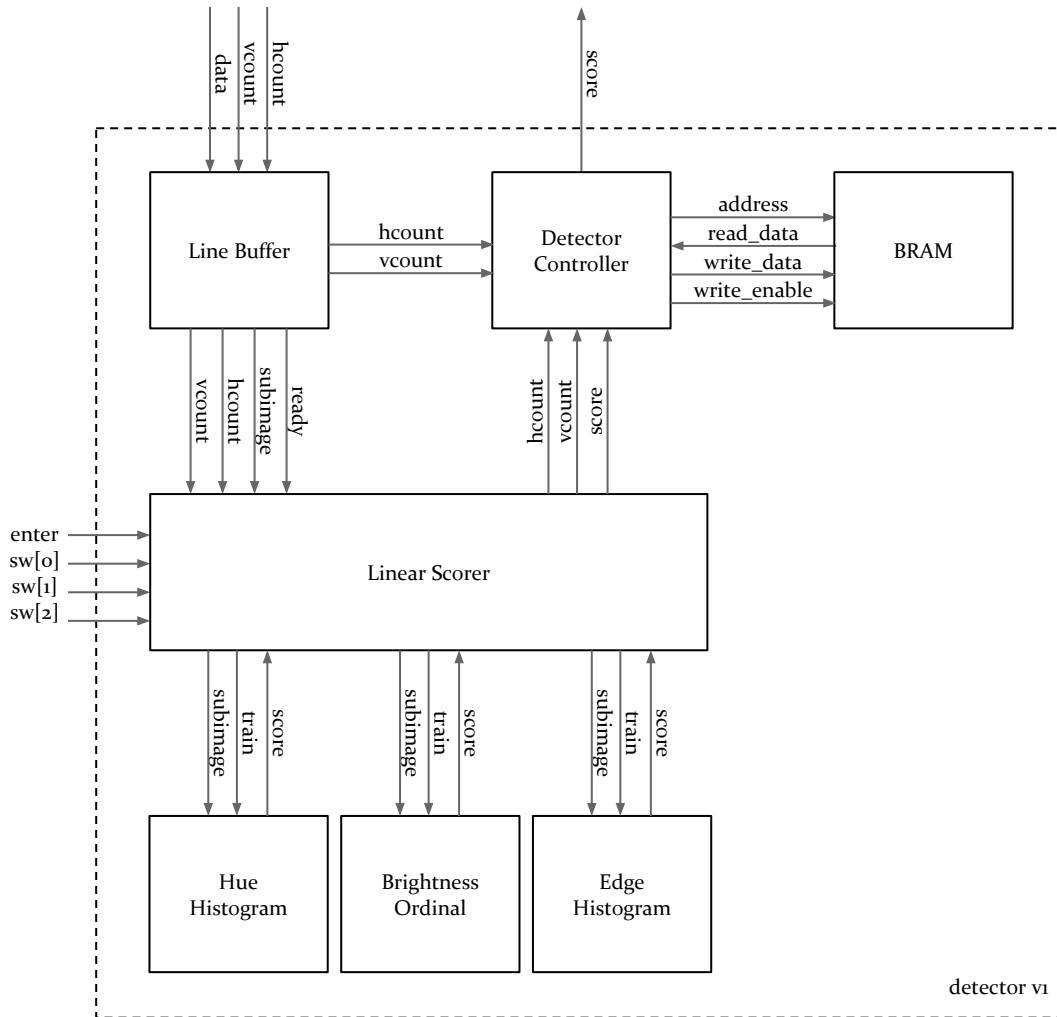 data
vcount
hcount
score
Line Buffer
hcount
vcount
Detector
Controller
address
read_data
write_data
write_enable
BRAM
vcount
hcount
subimage
ready
hcount
vcount
score
enter
sw[0]
sw[1]
sw[2]
Linear Scorer
subimage
train
score
subimage
train
score
subimage
train
score
Hue
Histogram
Brightness
Ordinal
Edge
Histogram
detector v1